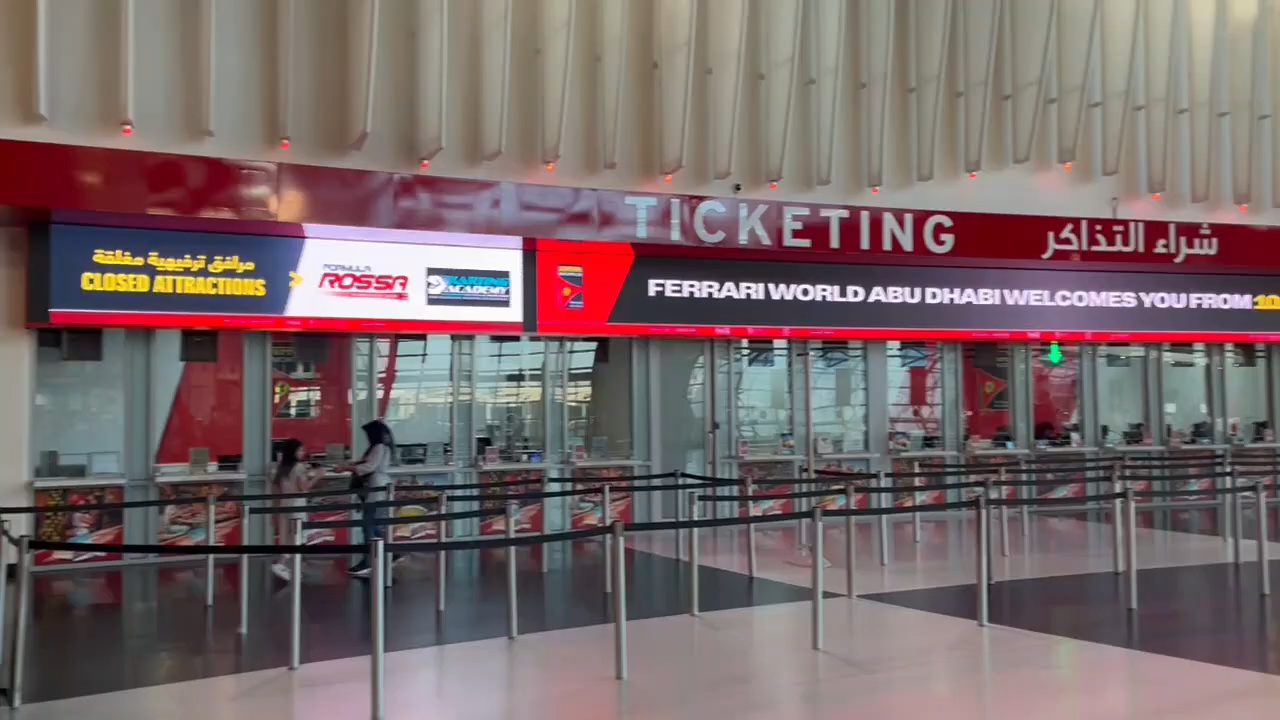 TICKETING
شراء التذاكر
مرافق ترفيهية مغلقة
CLOSED ATTRACTIONS
FORMULA
ROSSA
KARTING
ACADEMY
FERRARI WORLD ABU DHABI WELCOMES YOU FROM 10